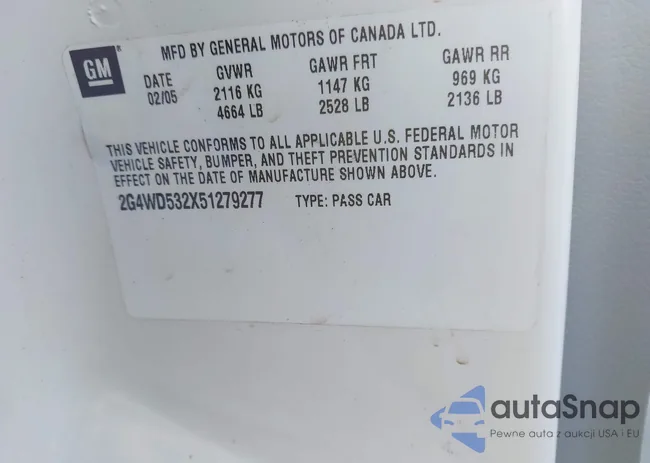 GM
MFD BY GENERAL MOTORS OF CANADA LTD.
DATE GVWR GAWR FRT GAWR RR
02/05 2116 KG 1147 KG 969 KG
4664 LB 2528 LB 2136 LB
THIS VEHICLE CONFORMS TO ALL APPLICABLE U.S. FEDERAL MOTOR
VEHICLE SAFETY, BUMPER, AND THEFT PREVENTION STANDARDS IN
EFFECT ON THE DATE OF MANUFACTURE SHOWN ABOVE.
2G4WD532X51279277 TYPE: PASS CAR
autaSnap
Pewne auta z aukcji USA i EU